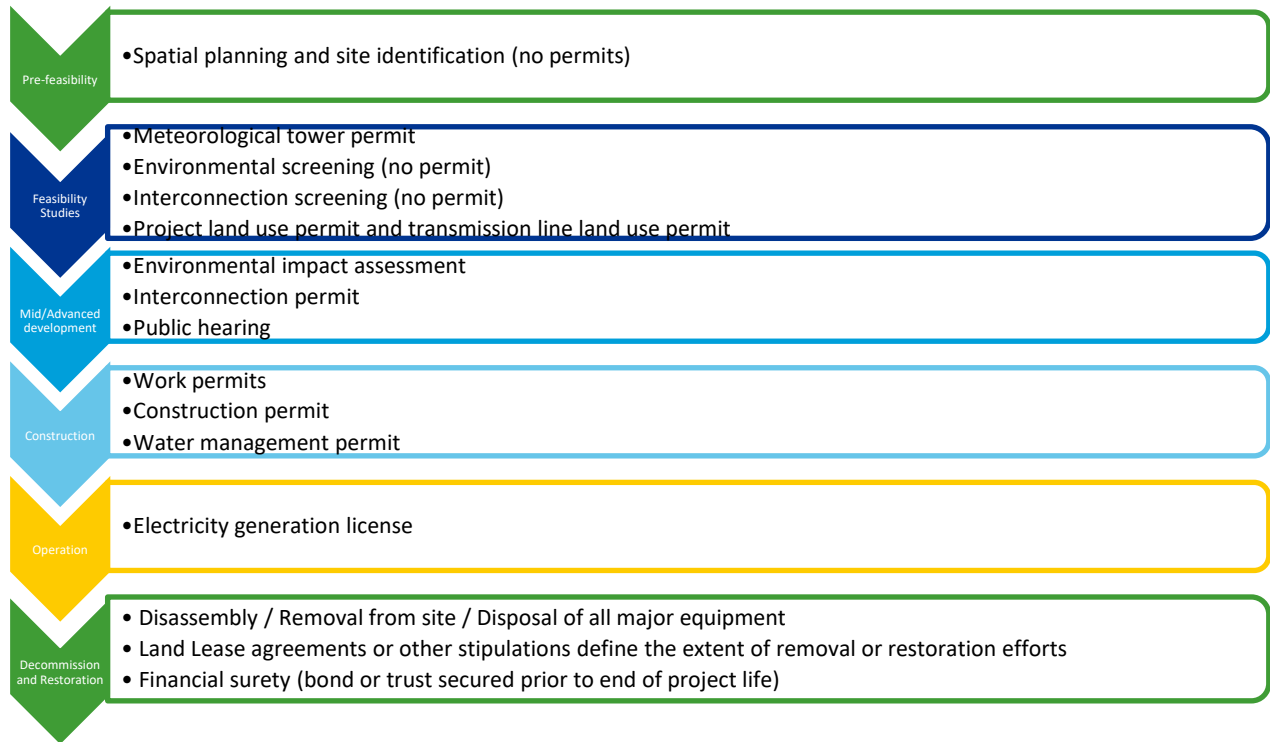 Pre-feasibility
•Spatial planning and site identification (no permits)
Feasibility
Studies
•Meteorological tower permit
•Environmental screening (no permit)
•Interconnection screening (no permit)
•Project land use permit and transmission line land use permit
Mid/Advanced
development
•Environmental impact assessment
•Interconnection permit
•Public hearing
Construction
•Work permits
•Construction permit
•Water management permit
Operation
•Electricity generation license
Decommission
and Restoration
• Disassembly / Removal from site / Disposal of all major equipment
• Land Lease agreements or other stipulations define the extent of removal or restoration efforts
• Financial surety (bond or trust secured prior to end of project life)